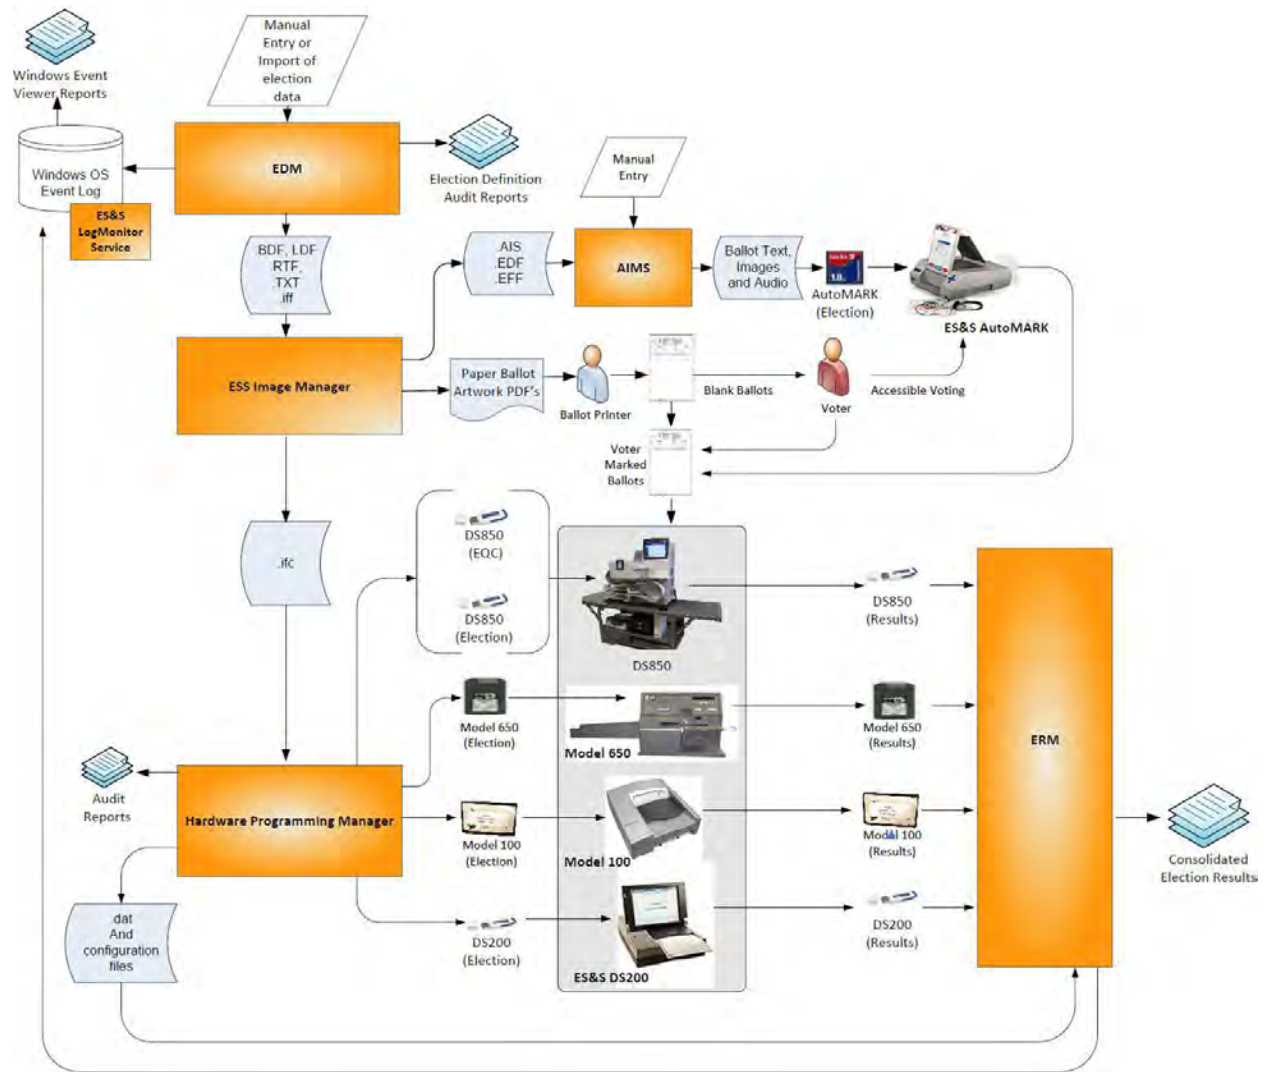 Manual
Entry or
Import of
election
data
Windows Event
Viewer Reports
EDM
Windows OS
Event Log
ES&S
LogMonitor
Service
Election Definition
Audit Reports
Manual
Entry
BDF, LDF
RTF,
.TXT
.iff
.AIS
.EDF
.EFF
AIMS
Ballot Text,
Images
and Audio
AutoMARK
(Election)
ES&S AutoMARK
ESS Image Manager
Paper Ballot
Artwork PDF's
Ballot Printer
Blank Ballots
Voter
Accessible Voting
Voter
Marked
Ballots
.ifc
DS850
(EQC)
DS850
(Election)
DS850
DS850
(Results)
Model 650
(Election)
Model 650
Model 650
(Results)
ERM
Audit
Reports
Hardware Programming Manager
Model 100
(Election)
Model 100
Model 100
(Results)
Consolidated
Election Results
.dat
And
configuration
files
DS200
(Election)
ES&S DS200
DS200
(Results)